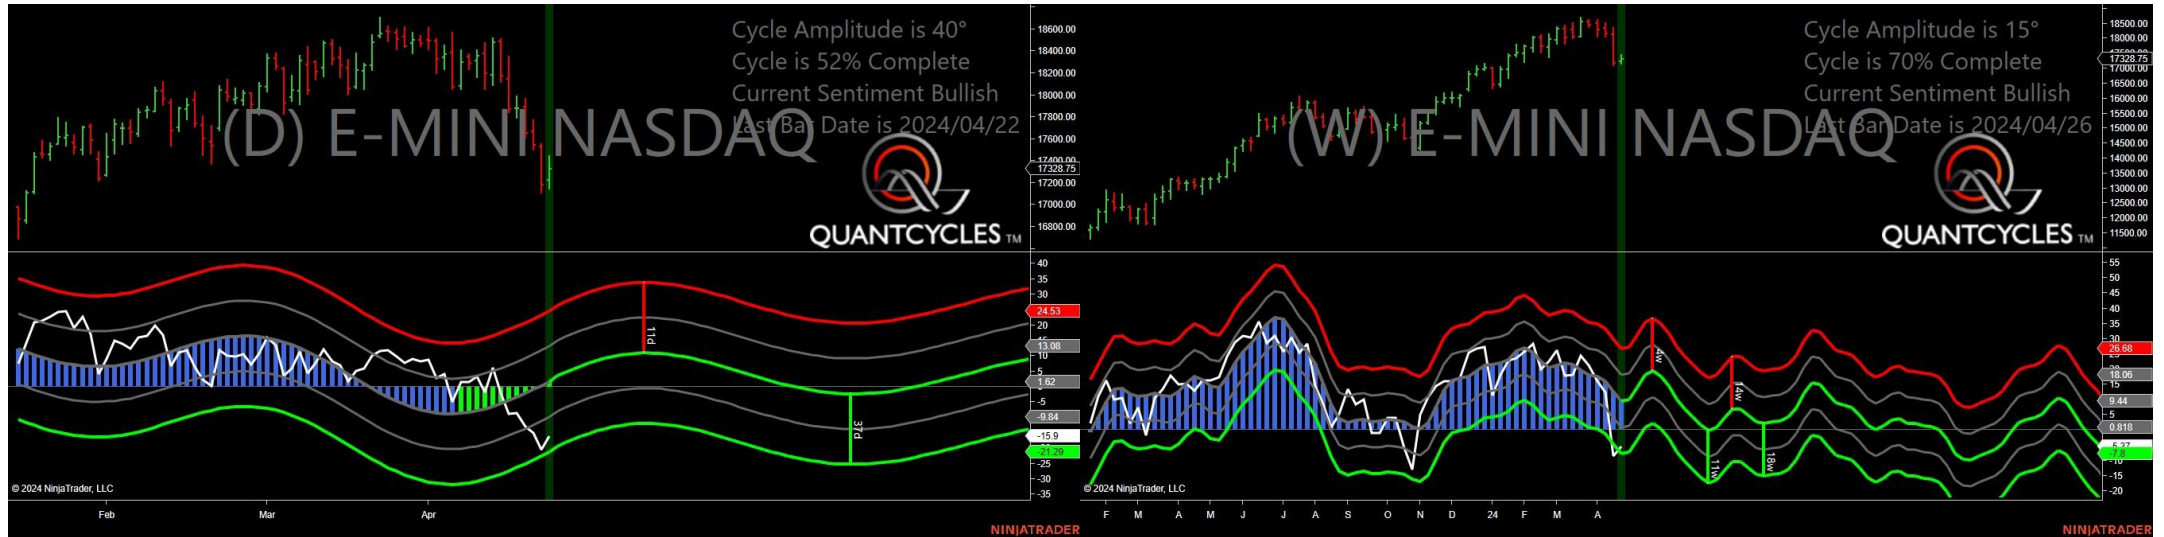 Cycle Amplitude is 40°
Cycle is 52% Complete
Current Sentiment Bullish
Last Bar Date is 2024/04/22
(D) E-MINI NASDAQ
QUANTCYCLES TM
18600.00
18400.00
18200.00
18000.00
17800.00
17600.00
17400.00
17328.75
17200.00
17000.00
16800.00
40
35
30
24.53
20
15
13.08
10
5
1.62
-5
-9.84
-15.9
-21.29
-25
-30
-35
11d
37d
© 2024 NinjaTrader, LLC
Feb Mar Apr
NINJATRADER
Cycle Amplitude is 15°
Cycle is 70% Complete
Current Sentiment Bullish
Last Bar Date is 2024/04/26
(W) E-MINI NASDAQ
QUANTCYCLES TM
18500.00
18000.00
17328.75
17000.00
16000.00
15500.00
15000.00
14500.00
14000.00
13500.00
13000.00
12500.00
12000.00
11500.00
55
50
45
40
35
30
26.68
18.06
15
9.44
5
0.818
-7.8
-15
-20
4w
14w
11w
18w
© 2024 NinjaTrader, LLC
F M A M J J A S O N D 24 F M A
NINJATRADER